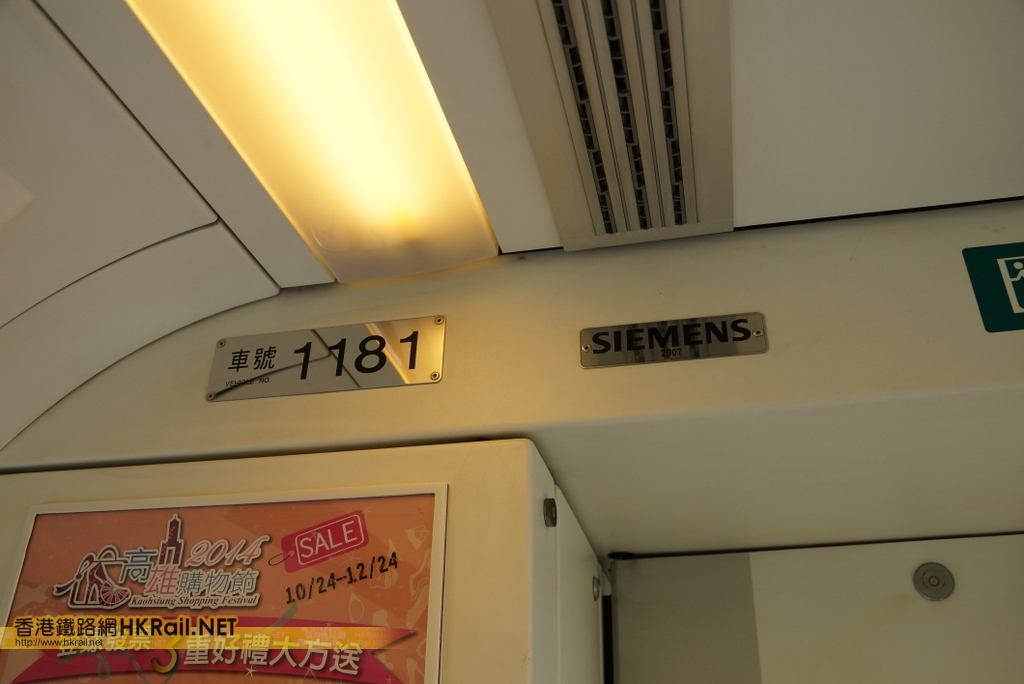 車號 1181
VEHICLE NO.
SIEMENS
2007
2014
高雄購物節
Kaohsiung Shopping Festival
SALE
10/24-12/24
香港鐵路網HKRail.NET
http://www.hkrail.net
3重好禮大方送